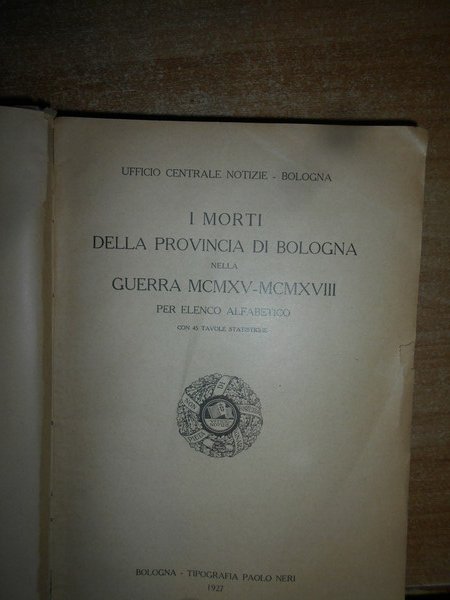 UFFICIO CENTRALE NOTIZIE - BOLOGNA
I MORTI
DELLA PROVINCIA DI BOLOGNA
NELLA
GUERRA MCMXV-MCMXVIII
PER ELENCO ALFABETICO
CON 45 TAVOLE STATISTICHE
BOLOGNA - TIPOGRAFIA PAOLO NERI
1927